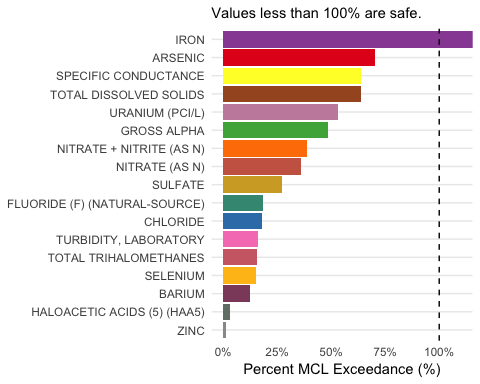 Values less than 100% are safe.
IRON
ARSENIC
SPECIFIC CONDUCTANCE
TOTAL DISSOLVED SOLIDS
URANIUM (PCI/L)
GROSS ALPHA
NITRATE + NITRITE (AS N)
NITRATE (AS N)
SULFATE
FLUORIDE (F) (NATURAL-SOURCE)
CHLORIDE
TURBIDITY, LABORATORY
TOTAL TRIHALOMETHANES
SELENIUM
BARIUM
HALOACETIC ACIDS (5) (HAA5)
ZINC
0% 25% 50% 75% 100%
Percent MCL Exceedance (%)